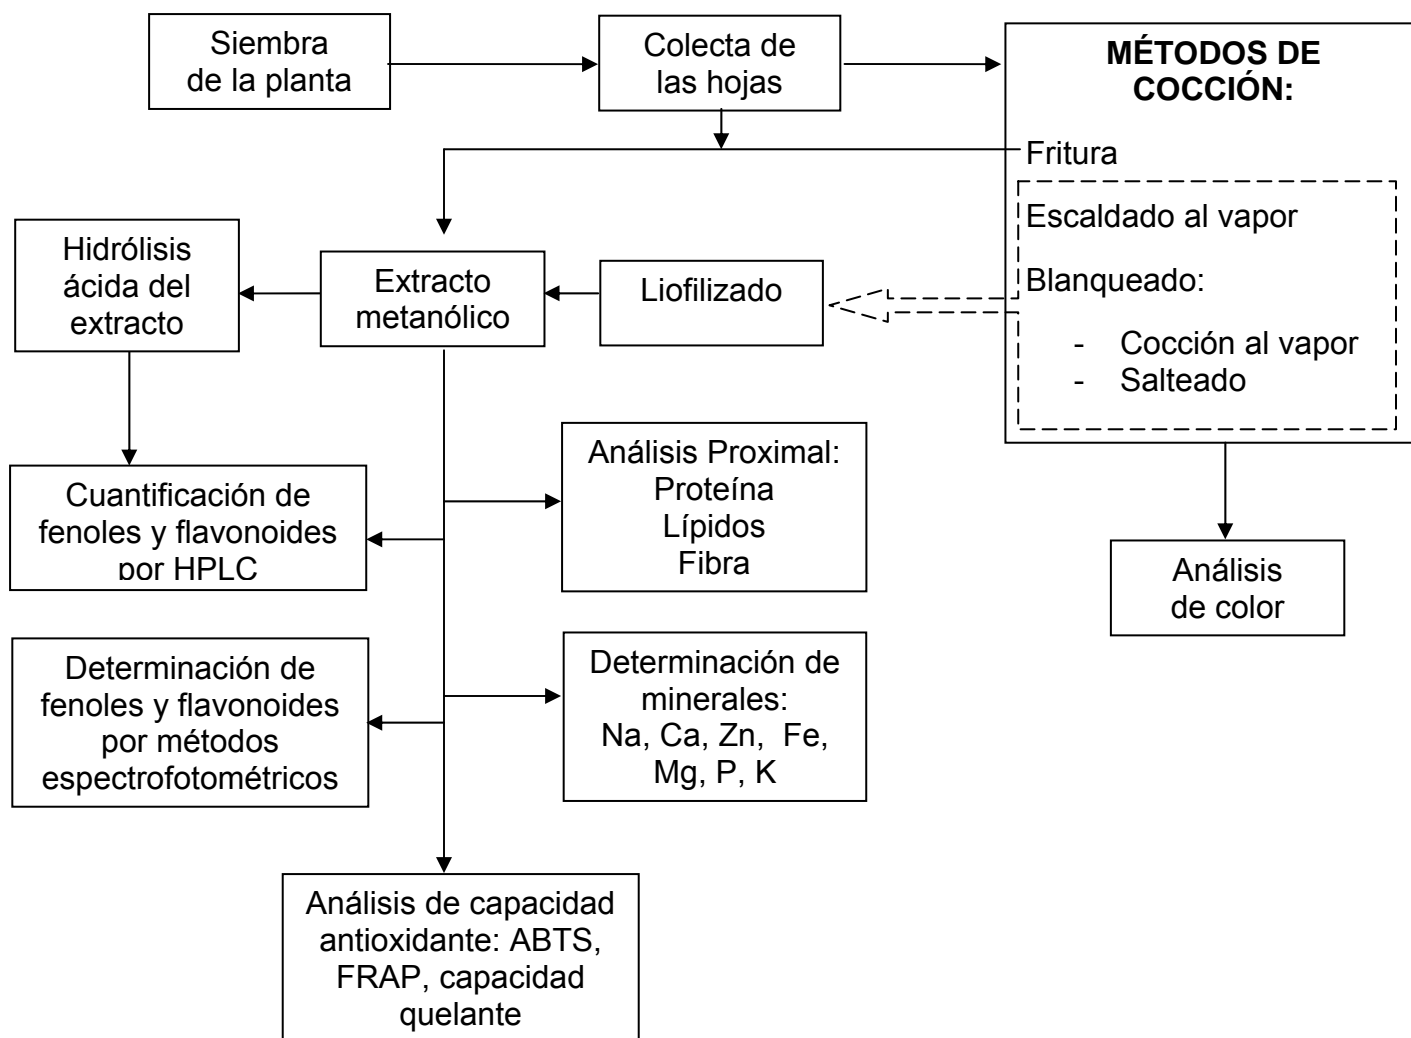 Siembra
de la planta
Colecta de
las hojas
MÉTODOS DE
COCCIÓN:
Fritura
Escaldado al vapor
Blanqueado:
- Cocción al vapor
- Salteado
Hidrólisis
ácida del
extracto
Extracto
metanólico
Liofilizado
Cuantificación de
fenoles y flavonoides
por HPLC
Análisis Proximal:
Proteína
Lípidos
Fibra
Análisis
de color
Determinación de
fenoles y flavonoides
por métodos
espectrofotométricos
Determinación de
minerales:
Na, Ca, Zn, Fe,
Mg, P, K
Análisis de capacidad
antioxidante: ABTS,
FRAP, capacidad
quelante